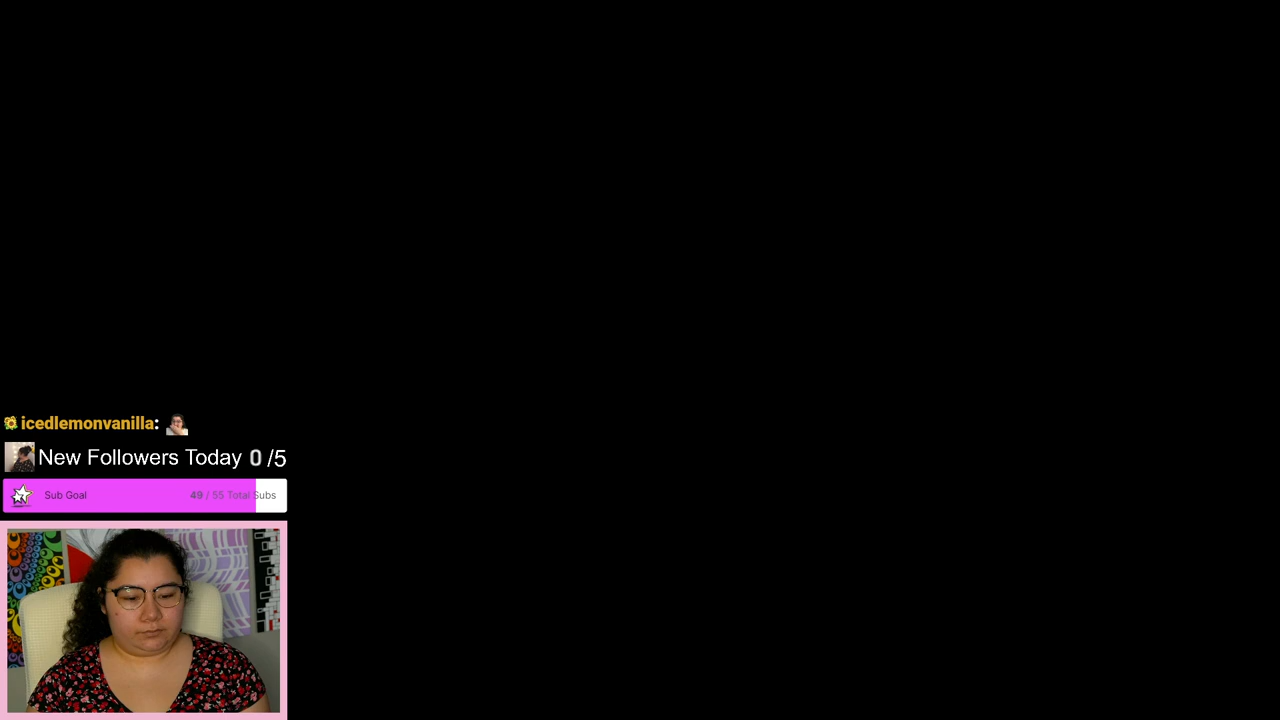 icedlemonvanilla:
New Followers Today 0 /5
Sub Goal 49 / 55 Total Subs